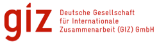 giz
Deutsche Gesellschaft
für Internationale
Zusammenarbeit (GIZ) GmbH